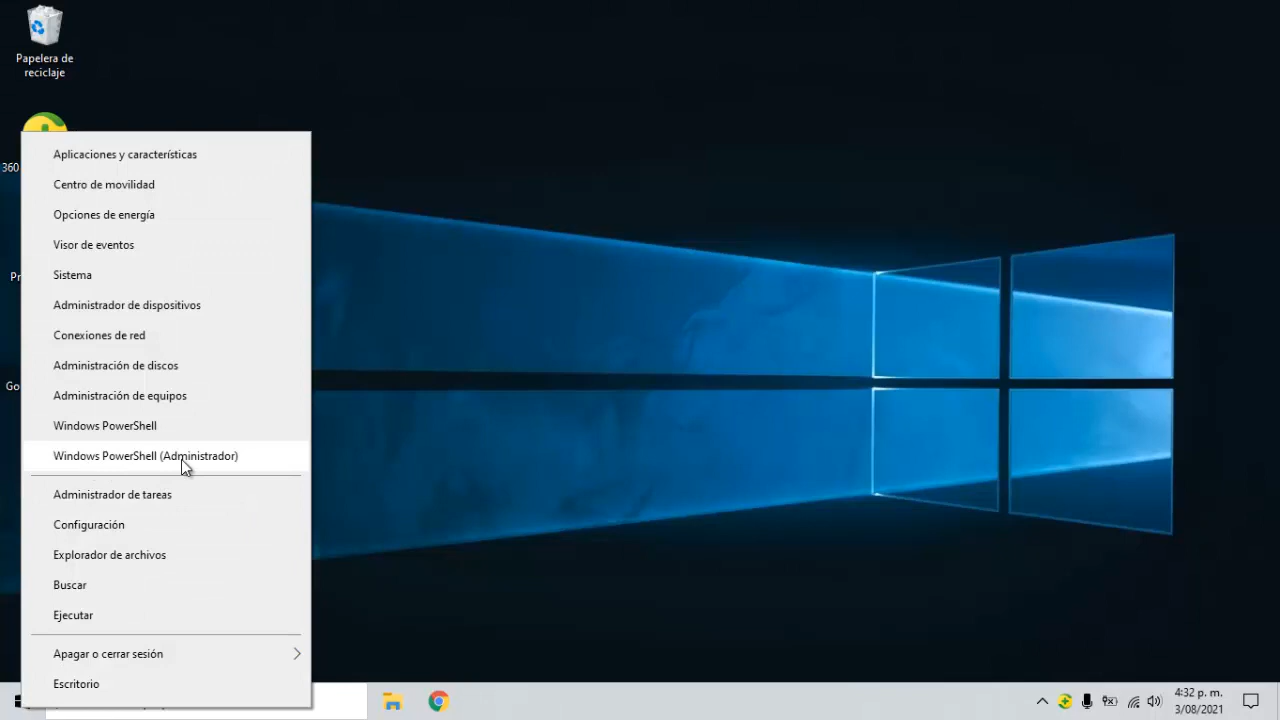 Papelera de
reciclaje
360
Pr
Go
Aplicaciones y características
Centro de movilidad
Opciones de energía
Visor de eventos
Sistema
Administrador de dispositivos
Conexiones de red
Administración de discos
Administración de equipos
Windows PowerShell
Windows PowerShell (Administrador)
Administrador de tareas
Configuración
Explorador de archivos
Buscar
Ejecutar
Apagar o cerrar sesión
Escritorio
4:32 p. m.
3/08/2021